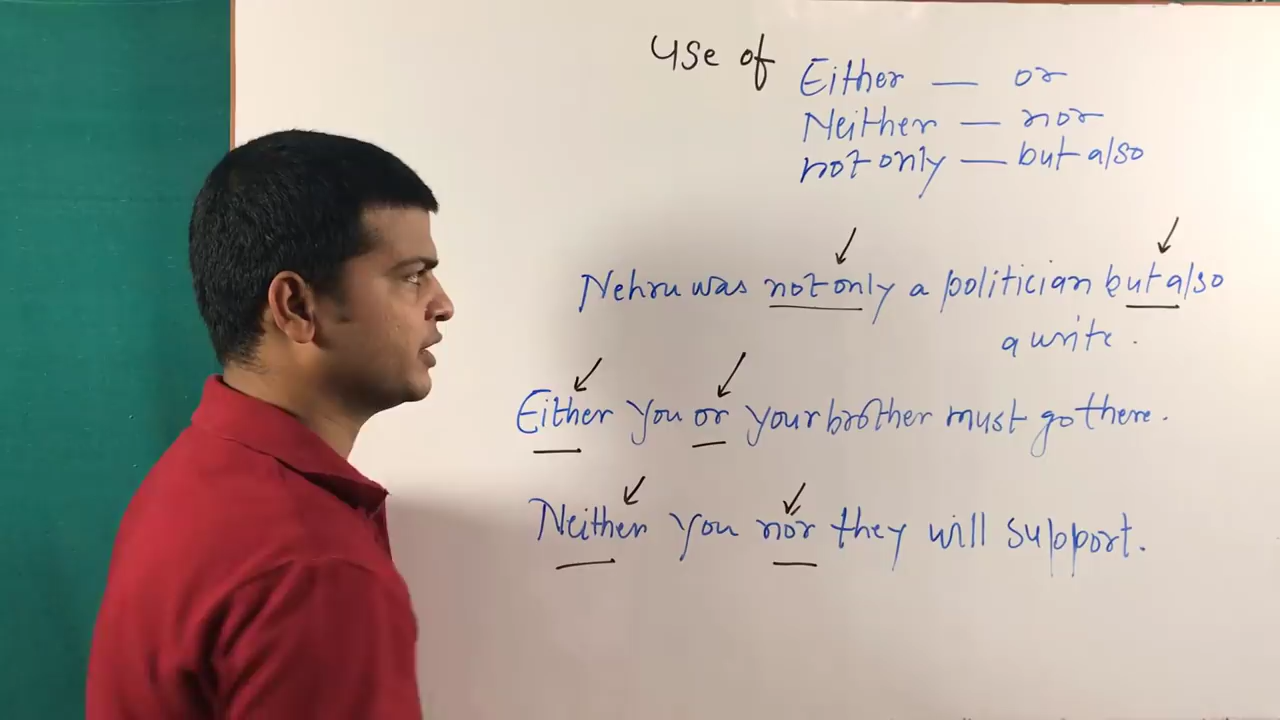 Use of
Either — or
Neither — nor
not only — but also
Nehru was not only a politician but also
a write.
Either you or your brother must go there.
Neither you nor they will support.